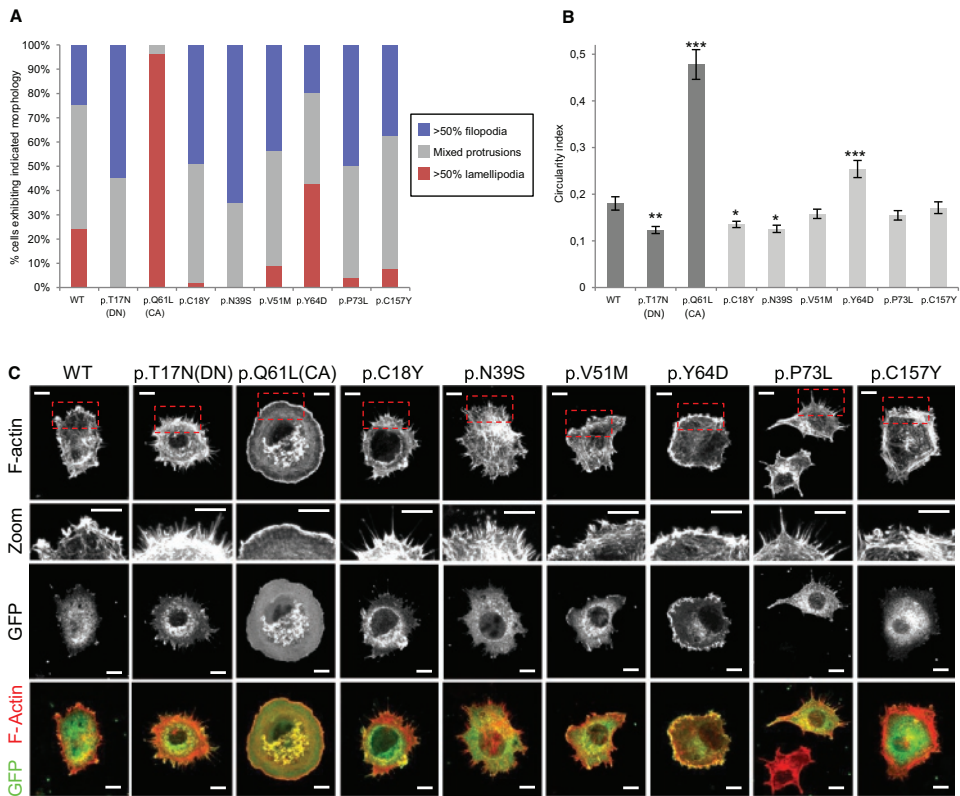 A
% cells exhibiting indicated morphology
100%
90%
80%
70%
60%
50%
40%
30%
20%
10%
0%
WT p.T17N (DN) p.Q61L (CA) p.C18Y p.N39S p.V51M p.Y64D p.P73L p.C157Y
>50% filopodia
Mixed protrusions
>50% lamellipodia
B
Circularity index
0,5
0,4
0,3
0,2
0,1
0
** *** * * ***
WT p.T17N (DN) p.Q61L (CA) p.C18Y p.N39S p.V51M p.Y64D p.P73L p.C157Y
C
WT p.T17N(DN) p.Q61L(CA) p.C18Y p.N39S p.V51M p.Y64D p.P73L p.C157Y
F-actin
Zoom
GFP
GFP F-Actin